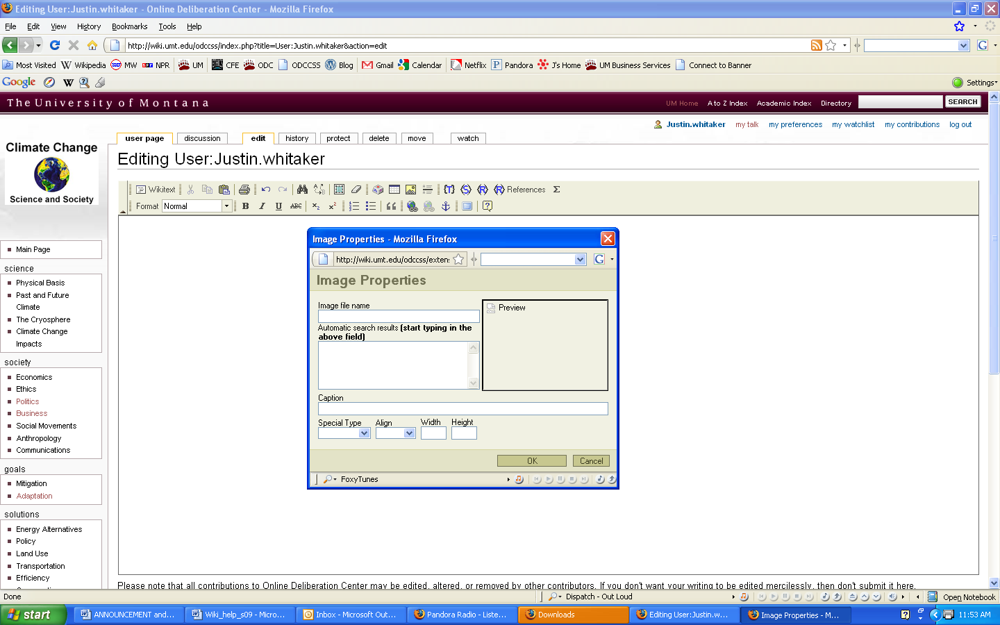 Editing User:Justin.whitaker - Online Deliberation Center - Mozilla Firefox
File Edit View History Bookmarks Tools Help
http://wiki.umt.edu/odccss/index.php?title=User:Justin.whitaker&action=edit
Most Visited Wikipedia MW NPR UM CFE ODC ODCCSS Blog Gmail Calendar Netflix Pandora J's Home UM Business Services Connect to Banner
Google Settings
The University of Montana UM Home A to Z Index Academic Index Directory SEARCH
Justin.whitaker my talk my preferences my watchlist my contributions log out
user page discussion edit history protect delete move watch
Climate Change
Science and Society
Editing User:Justin.whitaker
Wikitext References Σ
Format Normal B I U ABC
Main Page
science
Physical Basis
Past and Future
Climate
The Cryosphere
Climate Change
Impacts
society
Economics
Ethics
Politics
Business
Social Movements
Anthropology
Communications
goals
Mitigation
Adaptation
solutions
Energy Alternatives
Policy
Land Use
Transportation
Efficiency
Image Properties - Mozilla Firefox
http://wiki.umt.edu/odccss/exten
Image Properties
Image file name
Preview
Automatic search results (start typing in the
above field)
Caption
Special Type Align Width Height
OK Cancel
FoxyTunes
Please note that all contributions to Online Deliberation Center may be edited, altered, or removed by other contributors. If you don't want your writing to be edited mercilessly, then don't submit it here.
Done Dispatch - Out Loud Open Notebook
start ANNOUNCEMENT and... Wiki_help_s09 - Micro... Inbox - Microsoft Out... Pandora Radio - Liste... Downloads Editing User:Justin.w... Image Properties - M... 11:53 AM